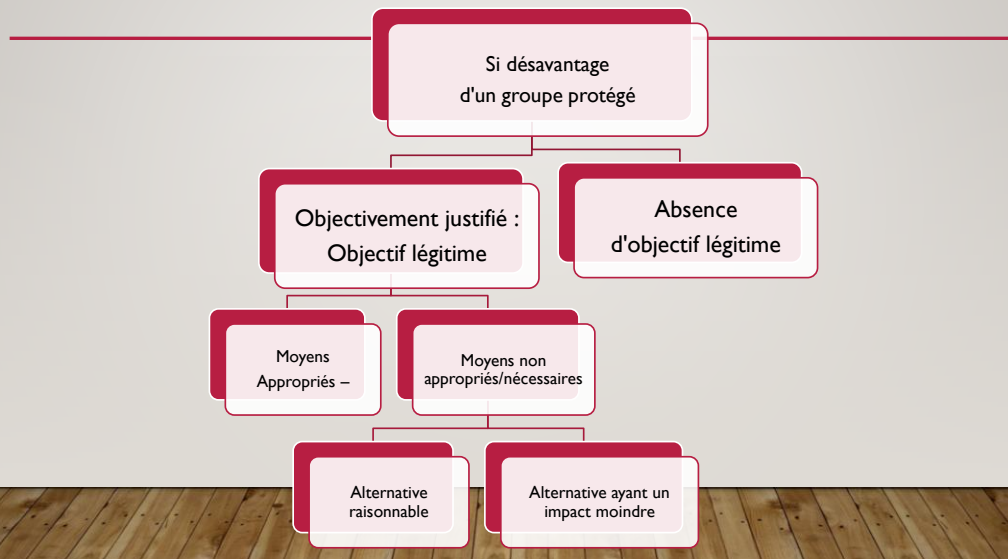 Si désavantage
d'un groupe protégé
Objectivement justifié :
Objectif légitime
Absence
d'objectif légitime
Moyens
Appropriés –
Moyens non
appropriés/nécessaires
Alternative
raisonnable
Alternative ayant un
impact moindre